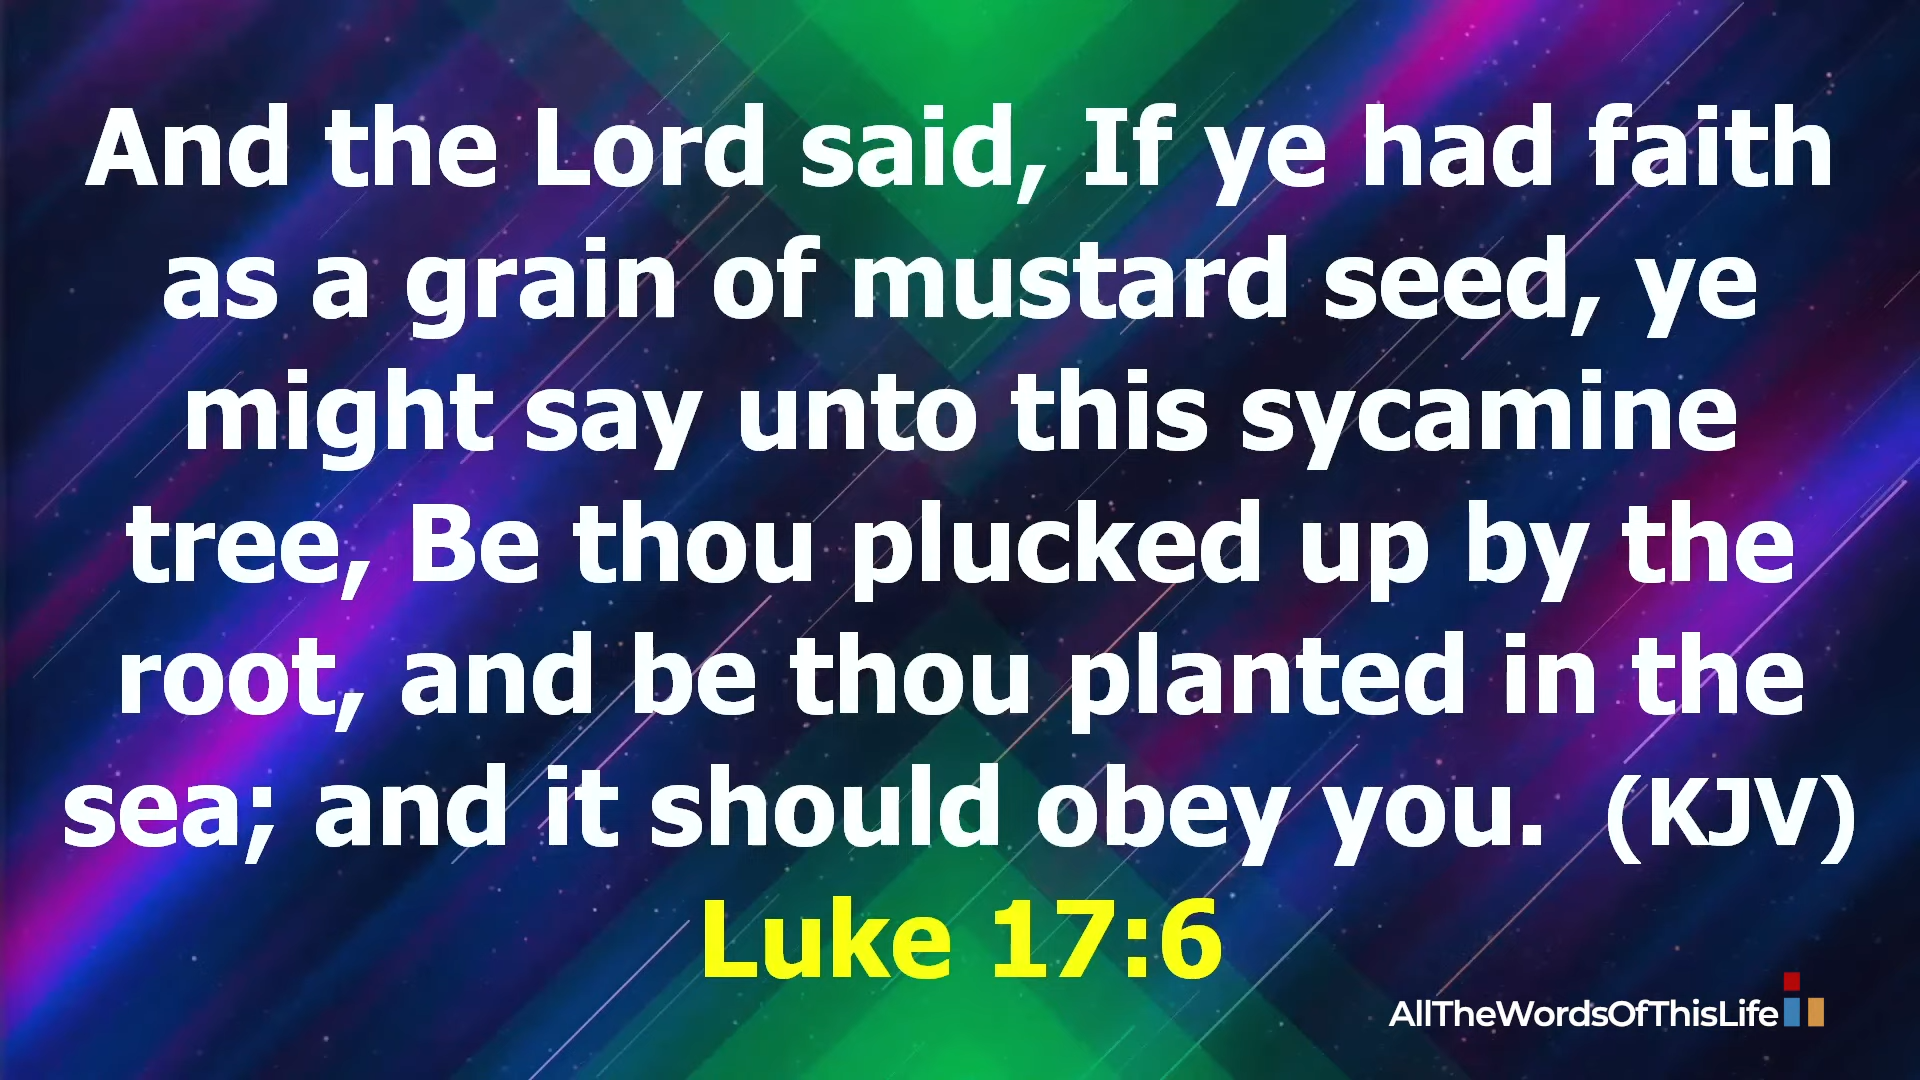 And the Lord said, If ye had faith
as a grain of mustard seed, ye
might say unto this sycamine
tree, Be thou plucked up by the
root, and be thou planted in the
sea; and it should obey you.  (KJV)
Luke 17:6
AllTheWordsOfThisLife